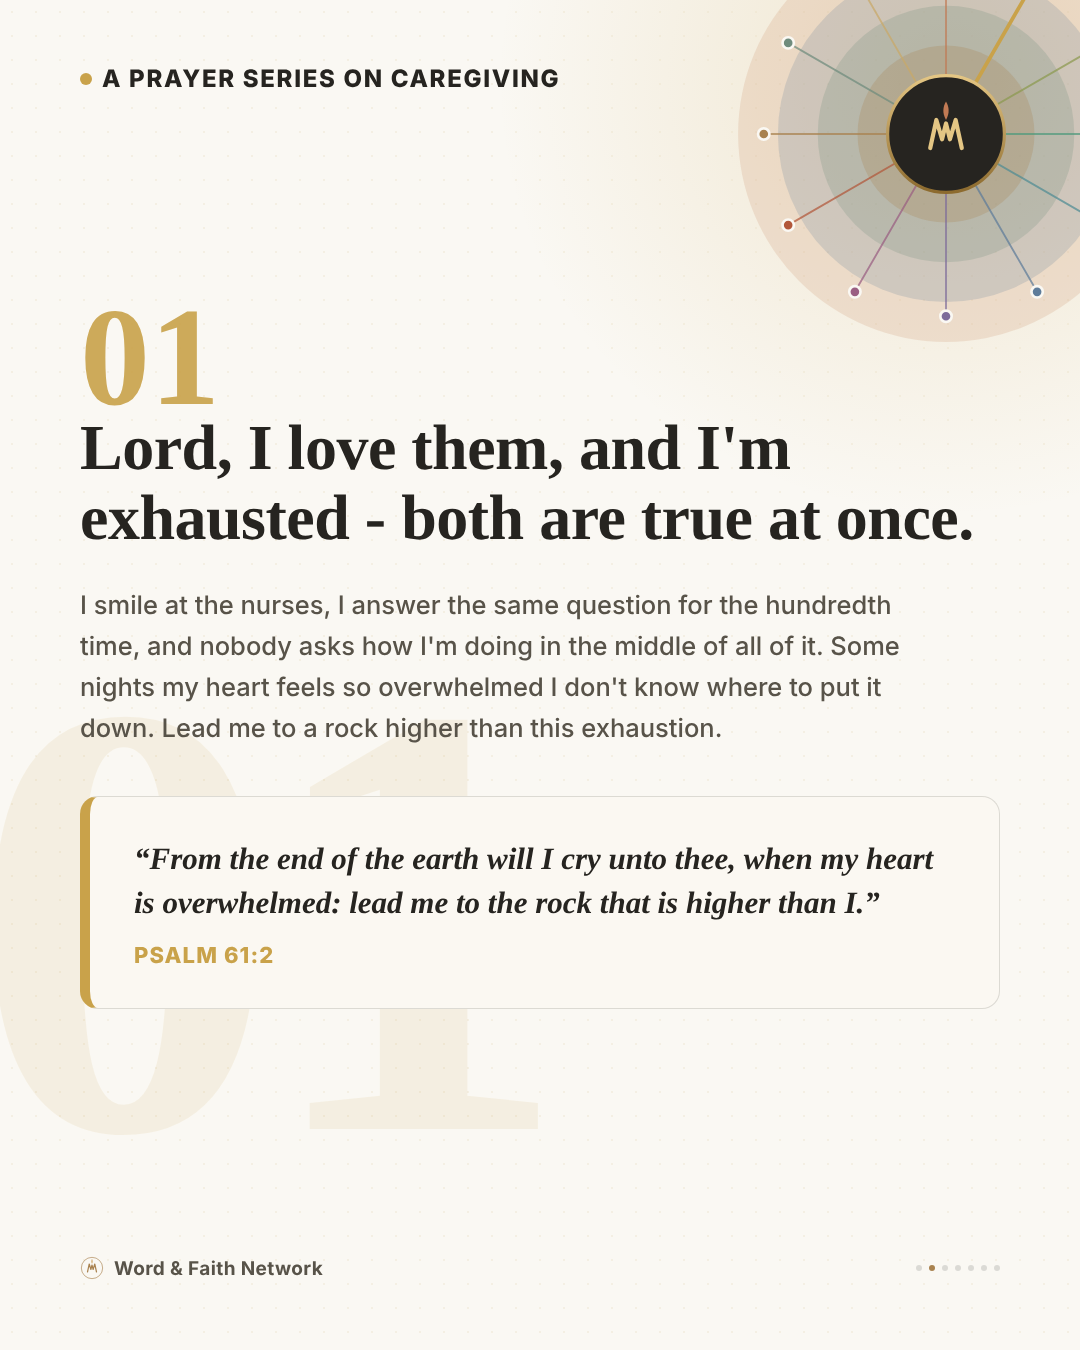 A PRAYER SERIES ON CAREGIVING
01
Lord, I love them, and I'm
exhausted - both are true at once.
I smile at the nurses, I answer the same question for the hundredth
time, and nobody asks how I'm doing in the middle of all of it. Some
nights my heart feels so overwhelmed I don't know where to put it
down. Lead me to a rock higher than this exhaustion.
01
“From the end of the earth will I cry unto thee, when my heart
is overwhelmed: lead me to the rock that is higher than I.”
PSALM 61:2
Word & Faith Network